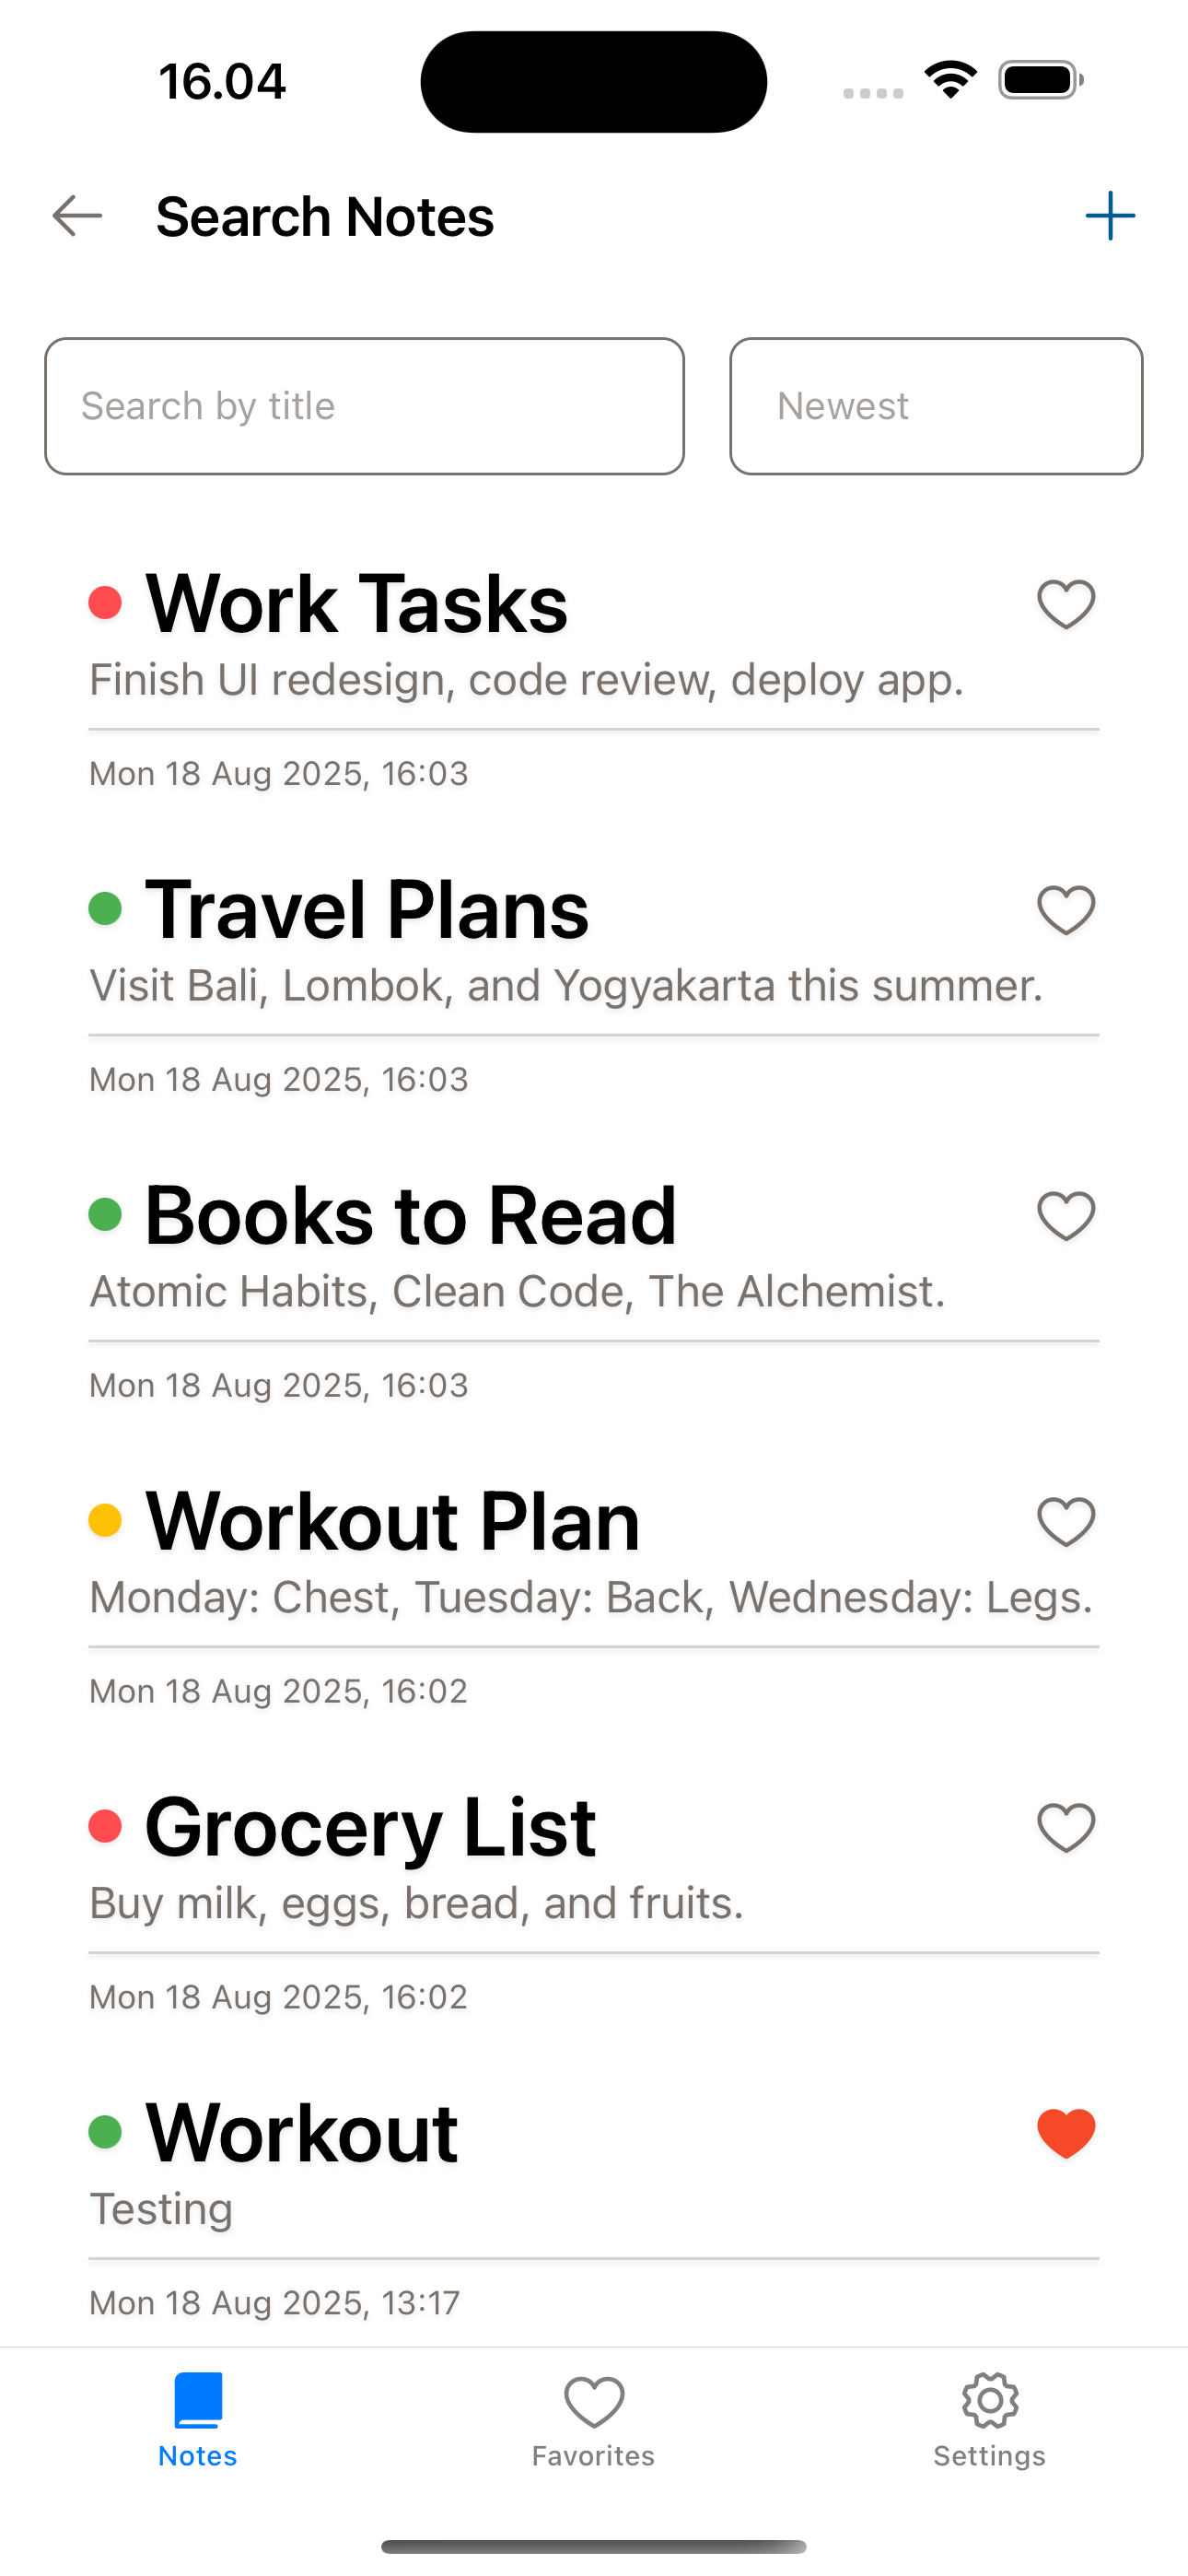 16.04
Search Notes
Search by title
Newest
Work Tasks
Finish UI redesign, code review, deploy app.
Mon 18 Aug 2025, 16:03
Travel Plans
Visit Bali, Lombok, and Yogyakarta this summer.
Mon 18 Aug 2025, 16:03
Books to Read
Atomic Habits, Clean Code, The Alchemist.
Mon 18 Aug 2025, 16:03
Workout Plan
Monday: Chest, Tuesday: Back, Wednesday: Legs.
Mon 18 Aug 2025, 16:02
Grocery List
Buy milk, eggs, bread, and fruits.
Mon 18 Aug 2025, 16:02
Workout
Testing
Mon 18 Aug 2025, 13:17
Notes
Favorites
Settings